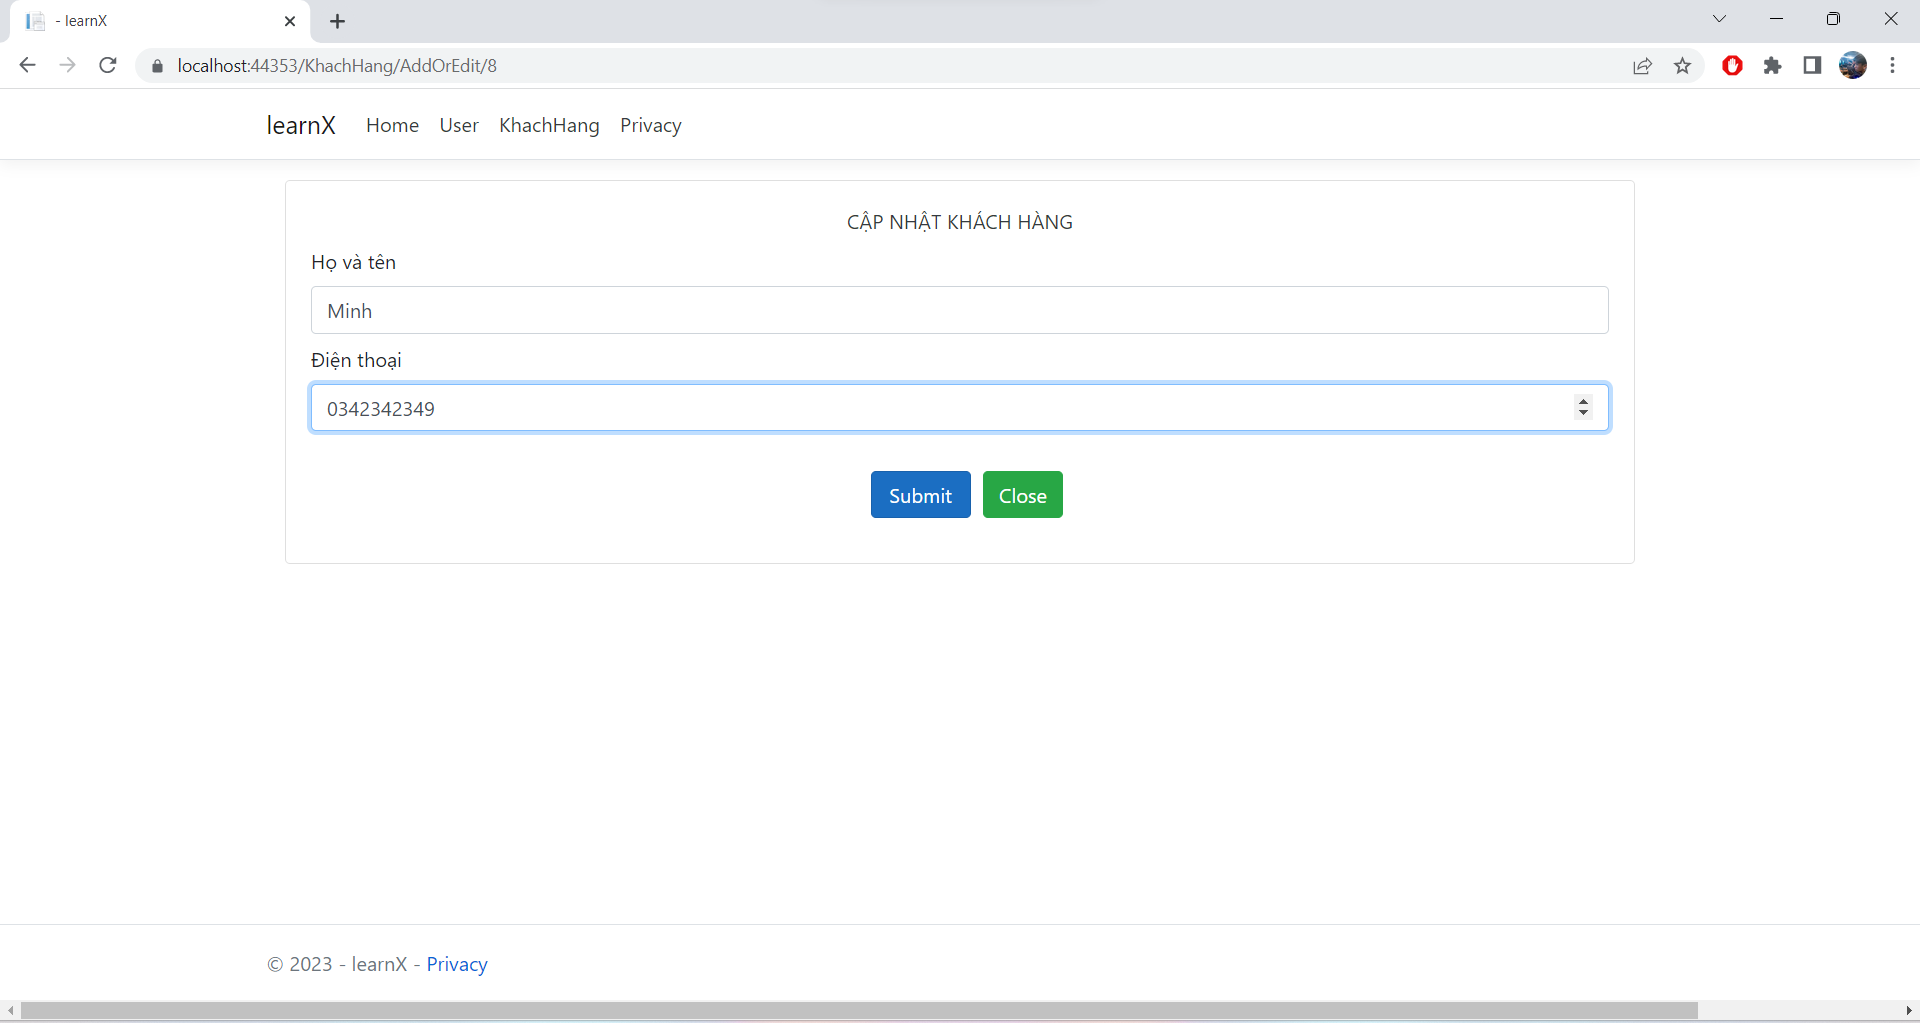 - learnX
localhost:44353/KhachHang/AddOrEdit/8
learnX Home User KhachHang Privacy
CẬP NHẬT KHÁCH HÀNG
Họ và tên
Minh
Điện thoại
0342342349
Submit Close
© 2023 - learnX - Privacy